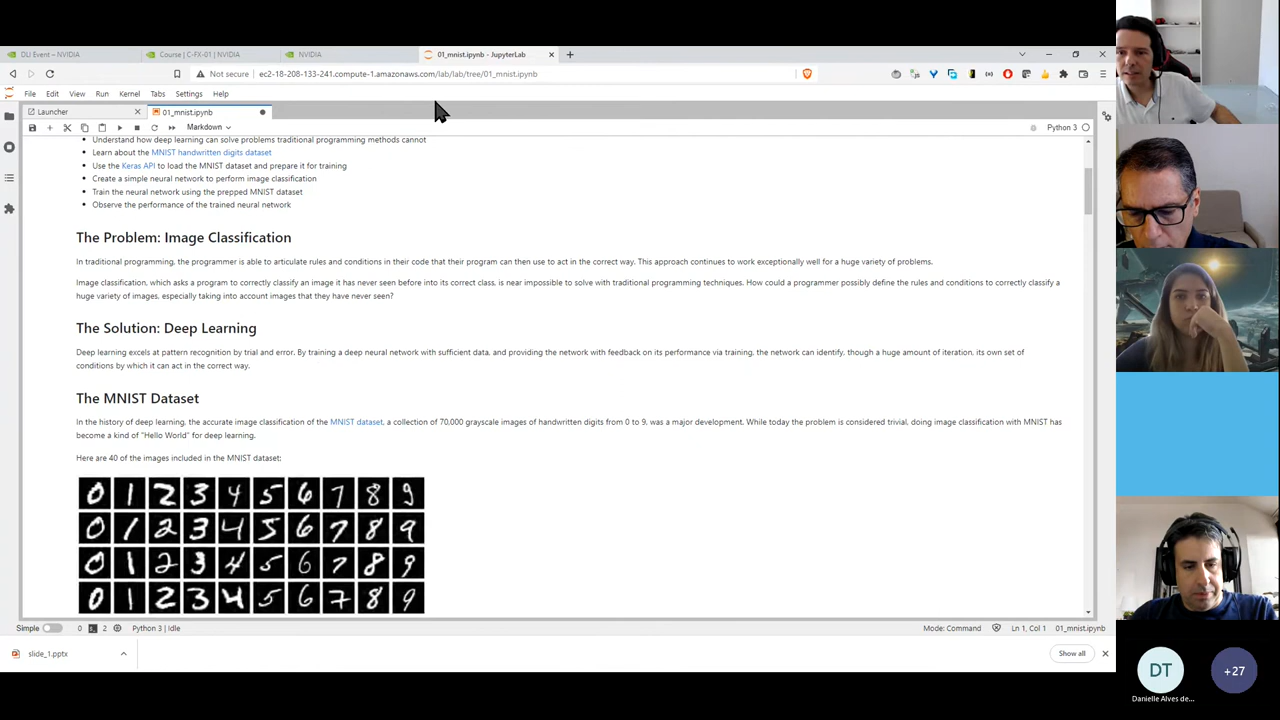 DLI Event – NVIDIA
Course | C-FX-01 | NVIDIA
NVIDIA
01_mnist.ipynb - JupyterLab
Not secure
ec2-18-208-133-241.compute-1.amazonaws.com/lab/lab/tree/01_mnist.ipynb
File Edit View Run Kernel Tabs Settings Help
Launcher
01_mnist.ipynb
Markdown
Python 3
Understand how deep learning can solve problems traditional programming methods cannot
Learn about the MNIST handwritten digits dataset
Use the Keras API to load the MNIST dataset and prepare it for training
Create a simple neural network to perform image classification
Train the neural network using the prepped MNIST dataset
Observe the performance of the trained neural network
The Problem: Image Classification
In traditional programming, the programmer is able to articulate rules and conditions in their code that their program can then use to act in the correct way. This approach continues to work exceptionally well for a huge variety of problems.
Image classification, which asks a program to correctly classify an image it has never seen before into its correct class, is near impossible to solve with traditional programming techniques. How could a programmer possibly define the rules and conditions to correctly classify a
huge variety of images, especially taking into account images that they have never seen?
The Solution: Deep Learning
Deep learning excels at pattern recognition by trial and error. By training a deep neural network with sufficient data, and providing the network with feedback on its performance via training, the network can identify, though a huge amount of iteration, its own set of
conditions by which it can act in the correct way.
The MNIST Dataset
In the history of deep learning, the accurate image classification of the MNIST dataset, a collection of 70,000 grayscale images of handwritten digits from 0 to 9, was a major development. While today the problem is considered trivial, doing image classification with MNIST has
become a kind of "Hello World" for deep learning.
Here are 40 of the images included in the MNIST dataset:
0 1 2 3 4 5 6 7 8 9
0 1 2 3 4 5 6 7 8 9
0 1 2 3 4 5 6 7 8 9
0 1 2 3 4 5 6 7 8 9
Simple 0 2 Python 3 | Idle
Mode: Command Ln 1, Col 1 01_mnist.ipynb
slide_1.pptx
Show all
DT
Danielle Alves de...
+27